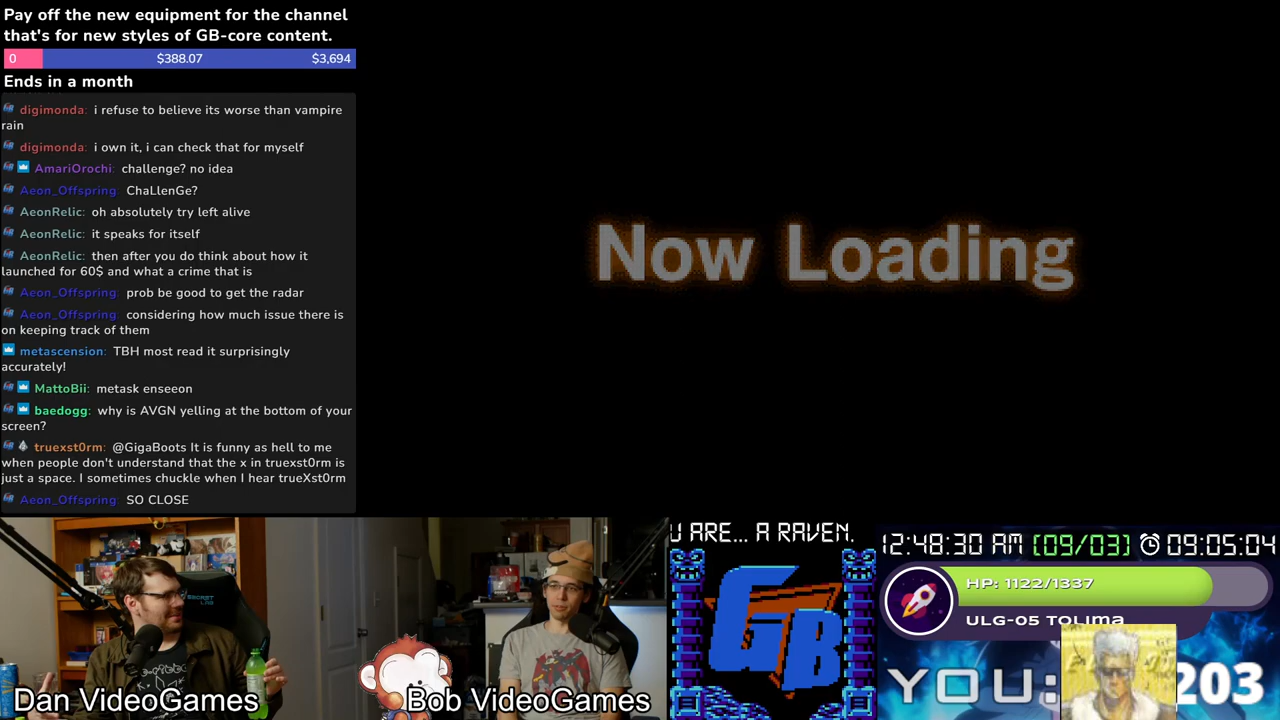 Pay off the new equipment for the channel
that's for new styles of GB-core content.
0 $388.07 $3,694
Ends in a month
digimonda: i refuse to believe its worse than vampire
rain
digimonda: i own it, i can check that for myself
AmariOrochi: challenge? no idea
Aeon_Offspring: ChaLlenGe?
AeonRelic: oh absolutely try left alive
AeonRelic: it speaks for itself
AeonRelic: then after you do think about how it
launched for 60$ and what a crime that is
Aeon_Offspring: prob be good to get the radar
Aeon_Offspring: considering how much issue there is
on keeping track of them
metascension: TBH most read it surprisingly
accurately!
MattoBii: metask enseeon
baedogg: why is AVGN yelling at the bottom of your
screen?
truexst0rm: @GigaBoots It is funny as hell to me
when people don't understand that the x in truexst0rm is
just a space. I sometimes chuckle when I hear trueXst0rm
Aeon_Offspring: SO CLOSE
Now Loading
Dan VideoGames
Bob VideoGames
U ARE... A RAVEN.
GB
12:48:30 AM [09/03] 09:05:04
HP: 1122/1337
ULG-05 TOLIMA
YOU: 203